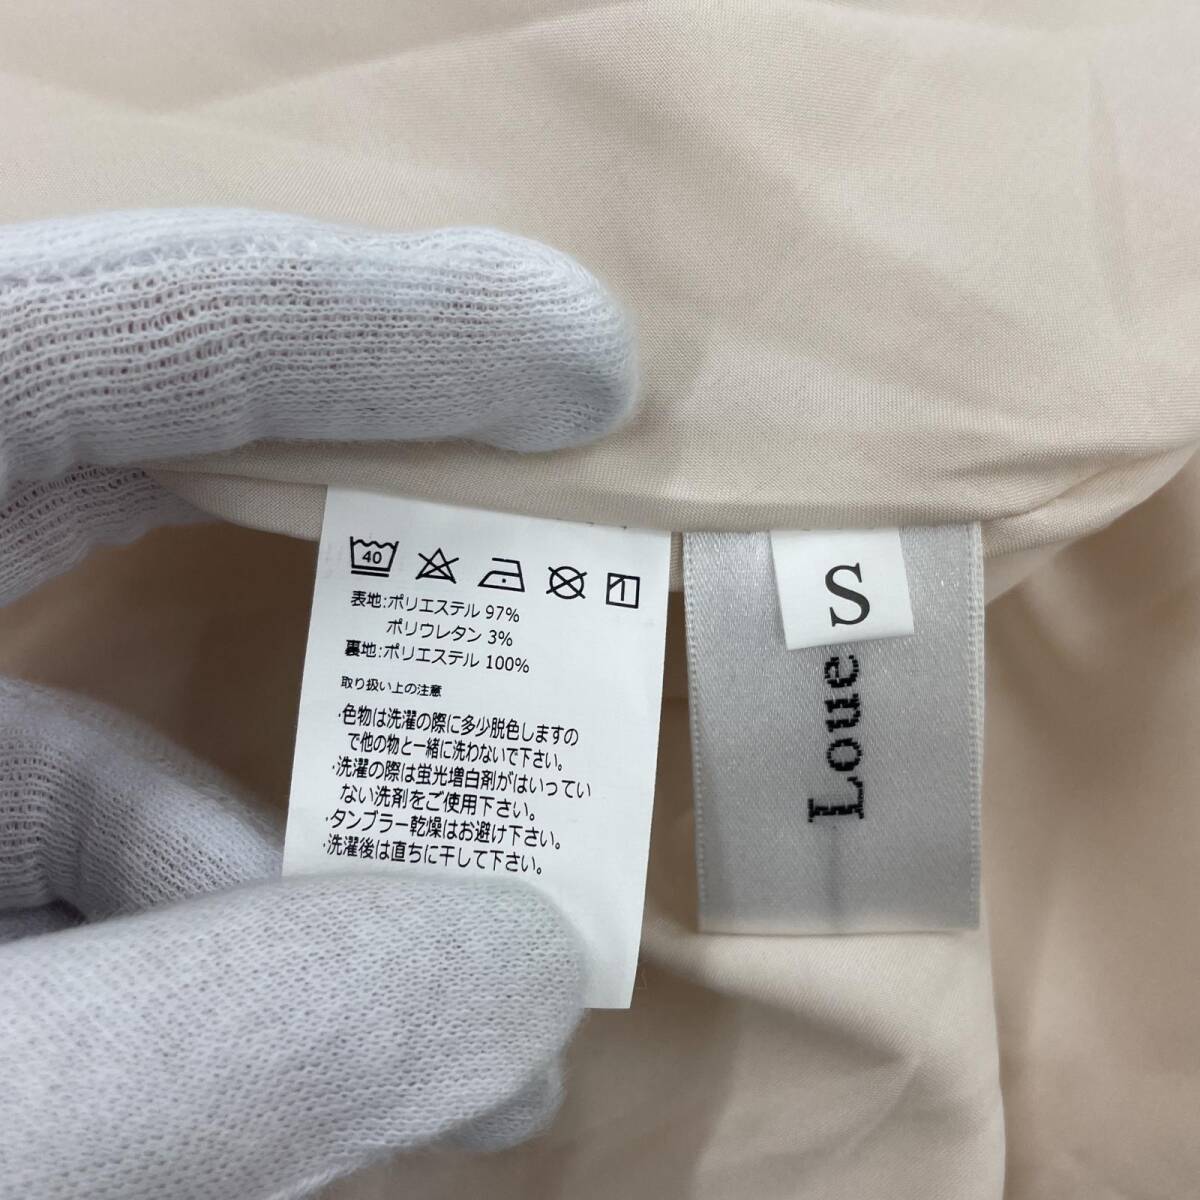 40
表地:ポリエステル 97%
ポリウレタン 3%
裏地:ポリエステル 100%
取り扱い上の注意
・色物は洗濯の際に多少脱色しますの
で他の物と一緒に洗わないで下さい。
・洗濯の際は蛍光増白剤がはいってい
ない洗剤をご使用下さい。
・タンブラー乾燥はお避け下さい。
・洗濯後は直ちに干して下さい。
S
Loue